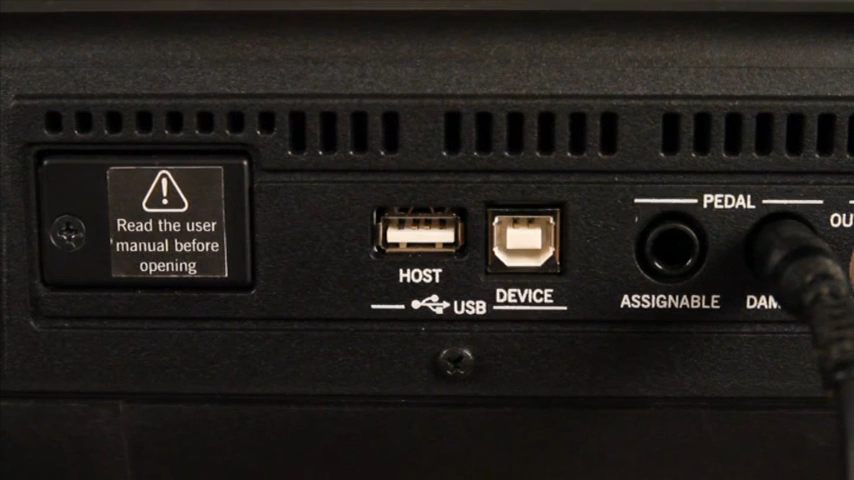 Read the user
manual before
opening
HOST
DEVICE
USB
PEDAL
ASSIGNABLE